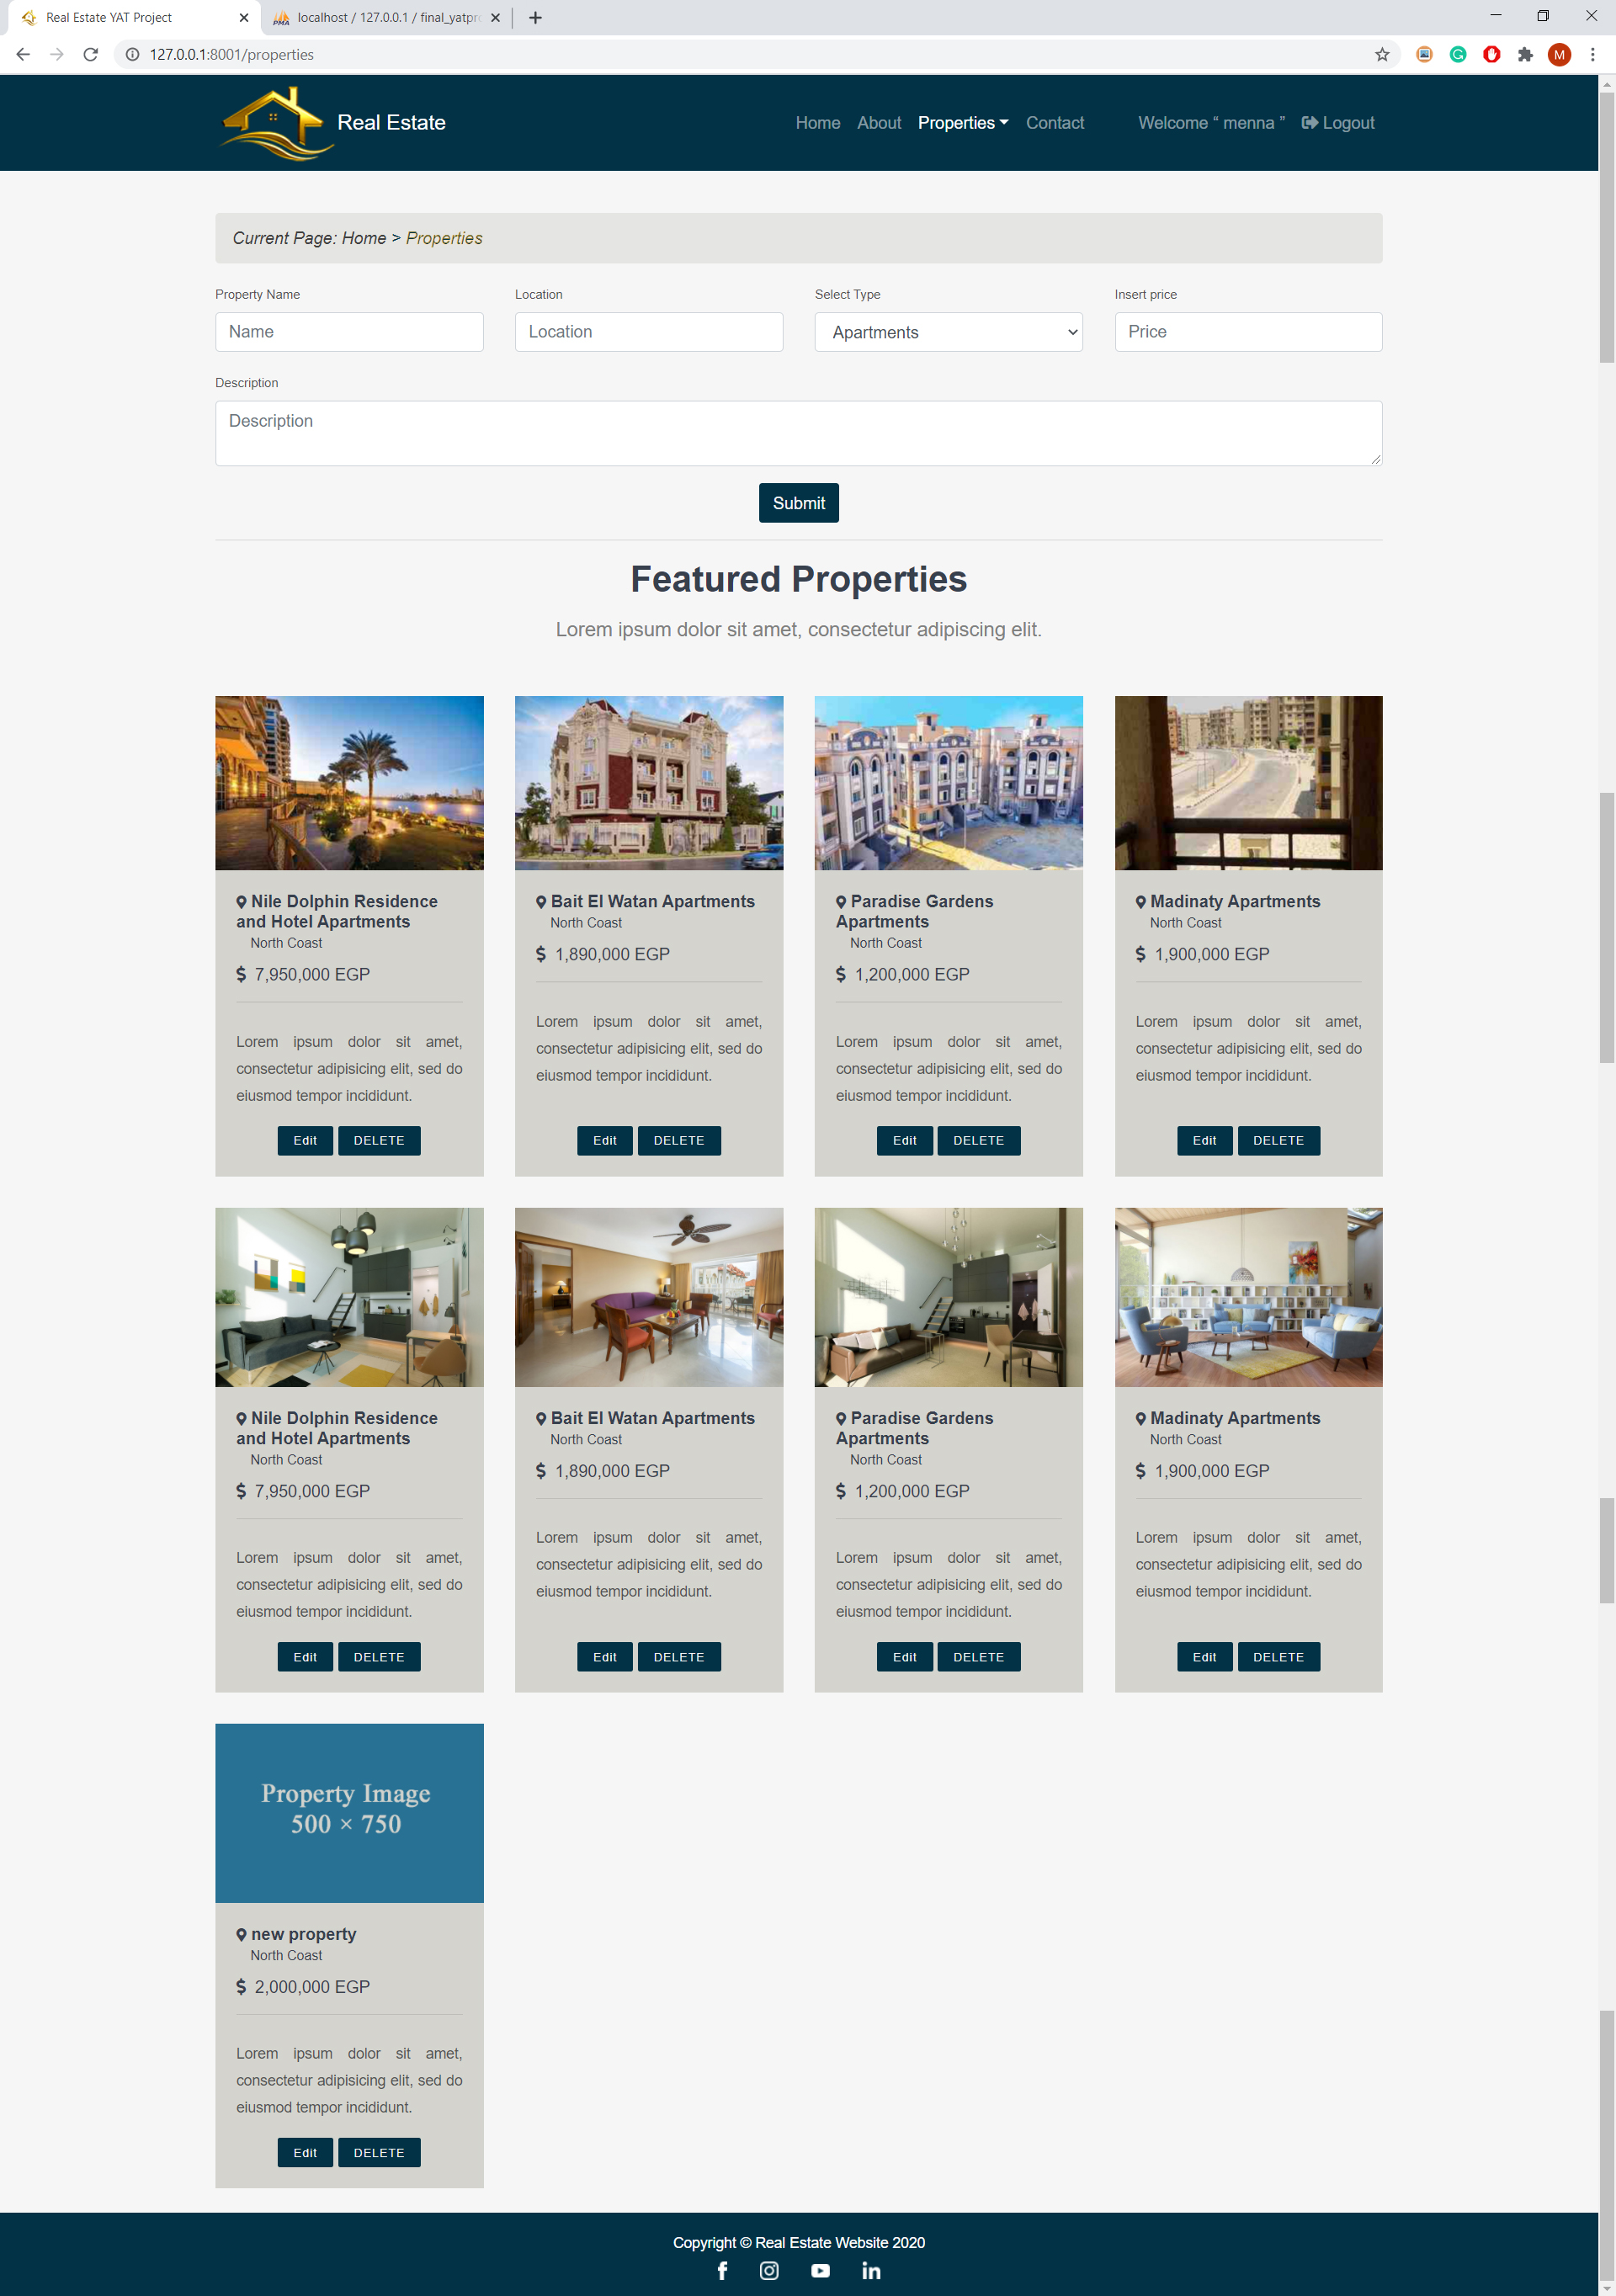 Real Estate YAT Project
localhost / 127.0.0.1 / final_yatpro
127.0.0.1:8001/properties
M
Real Estate
Home About Properties Contact Welcome “ menna ” Logout
Current Page: Home > Properties
Property Name Location Select Type Insert price
Name Location Apartments Price
Description
Description
Submit
Featured Properties
Lorem ipsum dolor sit amet, consectetur adipiscing elit.
Nile Dolphin Residence
and Hotel Apartments
North Coast
$ 7,950,000 EGP
Lorem ipsum dolor sit amet,
consectetur adipisicing elit, sed do
eiusmod tempor incididunt.
Edit DELETE
Bait El Watan Apartments
North Coast
$ 1,890,000 EGP
Lorem ipsum dolor sit amet,
consectetur adipisicing elit, sed do
eiusmod tempor incididunt.
Edit DELETE
Paradise Gardens
Apartments
North Coast
$ 1,200,000 EGP
Lorem ipsum dolor sit amet,
consectetur adipisicing elit, sed do
eiusmod tempor incididunt.
Edit DELETE
Madinaty Apartments
North Coast
$ 1,900,000 EGP
Lorem ipsum dolor sit amet,
consectetur adipisicing elit, sed do
eiusmod tempor incididunt.
Edit DELETE
Nile Dolphin Residence
and Hotel Apartments
North Coast
$ 7,950,000 EGP
Lorem ipsum dolor sit amet,
consectetur adipisicing elit, sed do
eiusmod tempor incididunt.
Edit DELETE
Bait El Watan Apartments
North Coast
$ 1,890,000 EGP
Lorem ipsum dolor sit amet,
consectetur adipisicing elit, sed do
eiusmod tempor incididunt.
Edit DELETE
Paradise Gardens
Apartments
North Coast
$ 1,200,000 EGP
Lorem ipsum dolor sit amet,
consectetur adipisicing elit, sed do
eiusmod tempor incididunt.
Edit DELETE
Madinaty Apartments
North Coast
$ 1,900,000 EGP
Lorem ipsum dolor sit amet,
consectetur adipisicing elit, sed do
eiusmod tempor incididunt.
Edit DELETE
Property Image
500 × 750
new property
North Coast
$ 2,000,000 EGP
Lorem ipsum dolor sit amet,
consectetur adipisicing elit, sed do
eiusmod tempor incididunt.
Edit DELETE
Copyright © Real Estate Website 2020